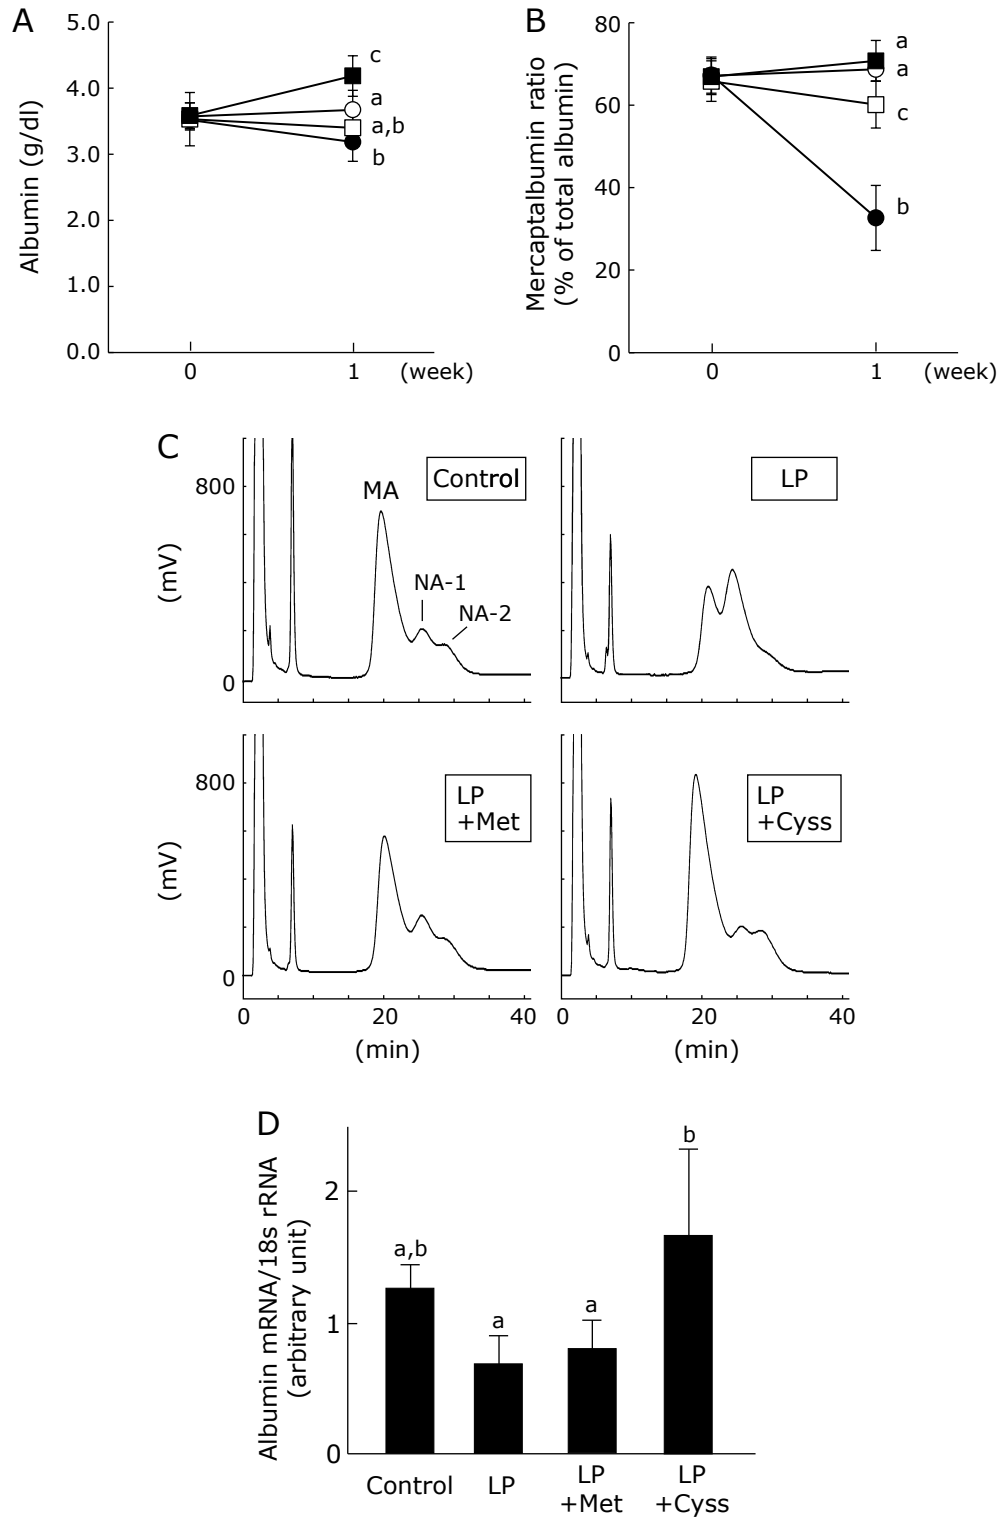 A
Albumin (g/dl)
5.0
4.0
3.0
2.0
1.0
0.0
c
a
a,b
b
0
1
(week)
B
Mercaptalbumin ratio
(% of total albumin)
80
60
40
20
0
a
a
c
b
0
1
(week)
C
(mV)
800
0
MA
NA-1
NA-2
Control
LP
(mV)
800
0
LP
+Met
LP
+Cyss
0
20
40
(min)
0
20
40
(min)
D
Albumin mRNA/18s rRNA
(arbitrary unit)
2
1
0
a,b
a
a
b
Control
LP
LP
+Met
LP
+Cyss